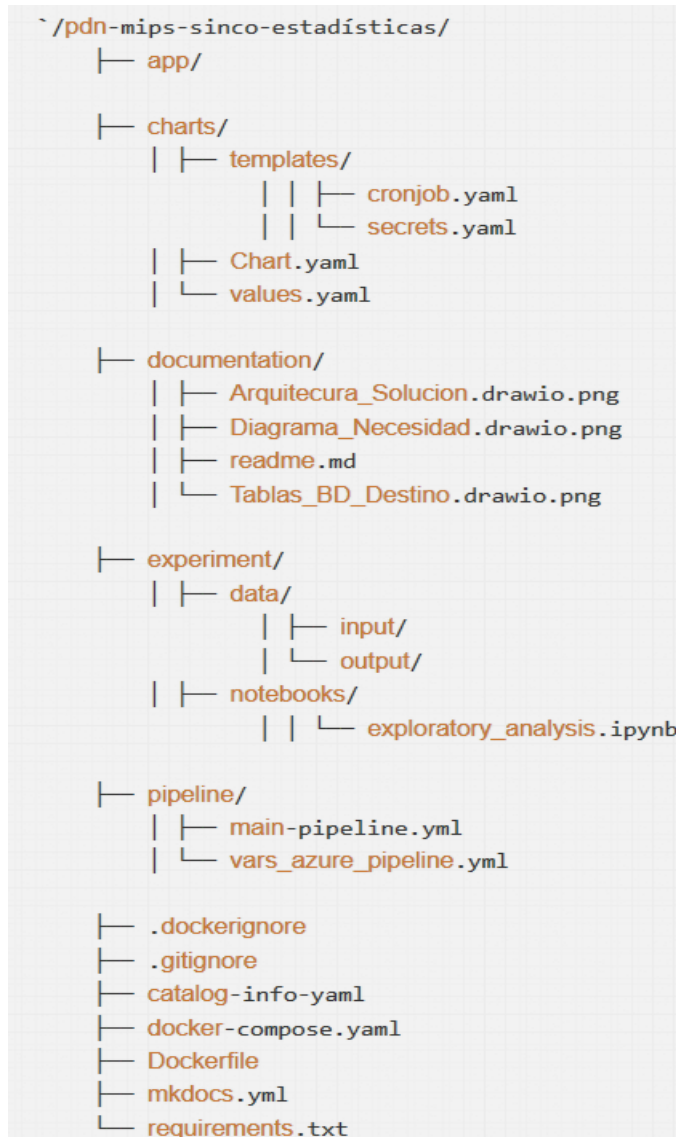 `/pdn-mips-sinco-estadísticas/
├── app/
├── charts/
│ ├── templates/
│ │ ├── cronjob.yaml
│ │ └── secrets.yaml
│ ├── Chart.yaml
│ └── values.yaml
├── documentation/
│ ├── Arquitecura_Solucion.drawio.png
│ ├── Diagrama_Necesidad.drawio.png
│ ├── readme.md
│ └── Tablas_BD_Destino.drawio.png
├── experiment/
│ ├── data/
│ ├── input/
│ └── output/
│ ├── notebooks/
│ │ └── exploratory_analysis.ipynb
├── pipeline/
│ ├── main-pipeline.yml
│ └── vars_azure_pipeline.yml
├── .dockerignore
├── .gitignore
├── catalog-info-yaml
├── docker-compose.yaml
├── Dockerfile
├── mkdocs.yml
└── requirements.txt